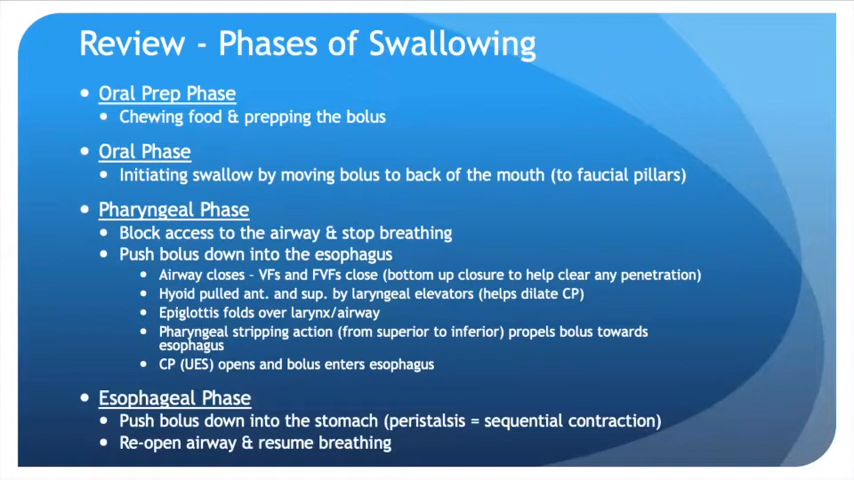 Review - Phases of Swallowing
• Oral Prep Phase
• Chewing food & prepping the bolus
• Oral Phase
• Initiating swallow by moving bolus to back of the mouth (to faucial pillars)
• Pharyngeal Phase
• Block access to the airway & stop breathing
• Push bolus down into the esophagus
• Airway closes – VFs and FVFs close (bottom up closure to help clear any penetration)
• Hyoid pulled ant. and sup. by laryngeal elevators (helps dilate CP)
• Epiglottis folds over larynx/airway
• Pharyngeal stripping action (from superior to inferior) propels bolus towards
esophagus
• CP (UES) opens and bolus enters esophagus
• Esophageal Phase
• Push bolus down into the stomach (peristalsis = sequential contraction)
• Re-open airway & resume breathing